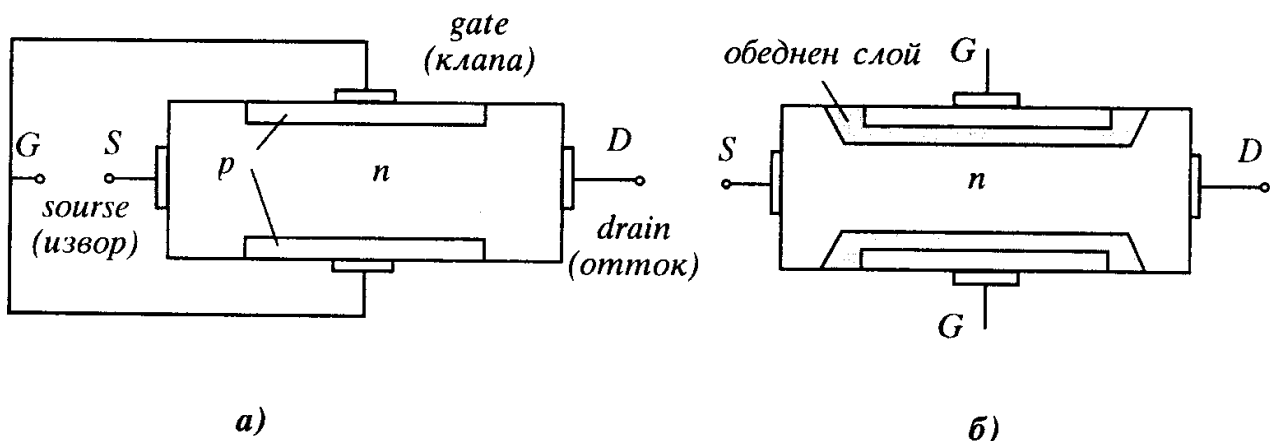 gate
(клапа)
G
S
p
n
D
sourse
(извор)
drain
(отток)
а)
обеднен слой
G
S
n
D
G
б)